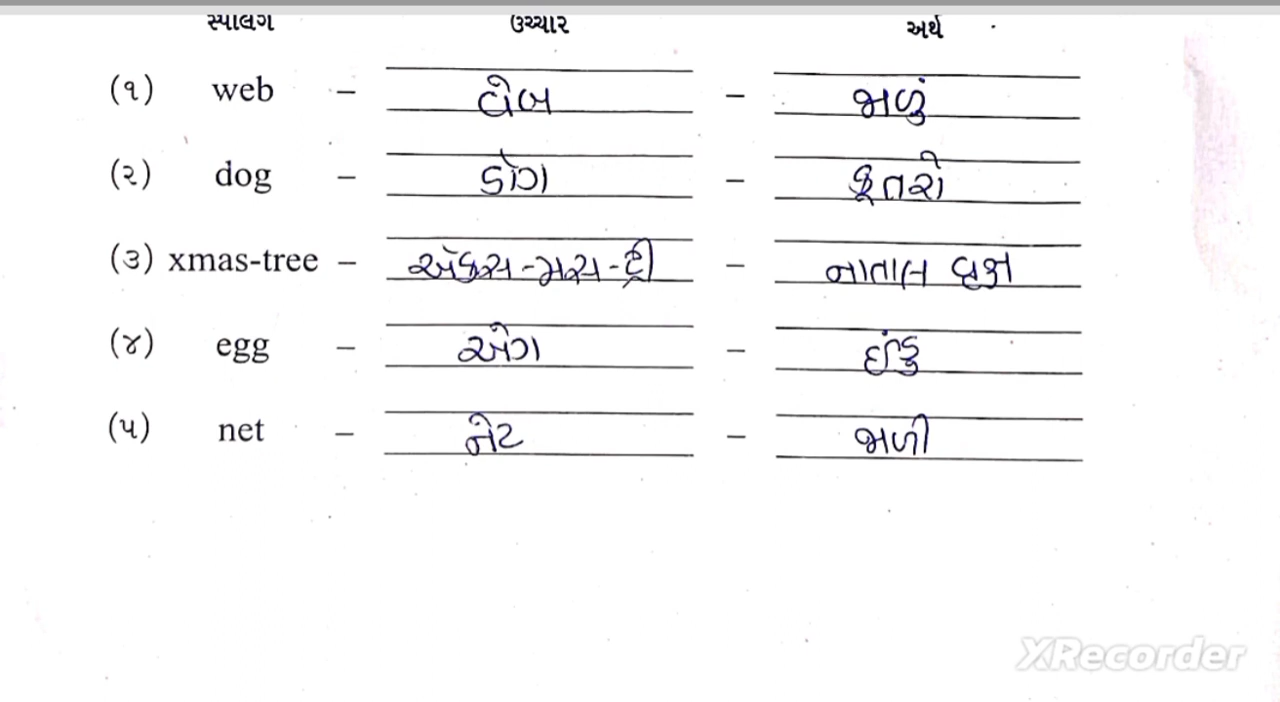 સ્પેલિંગ ઉચ્ચાર અર્થ
(૧) web - વેબ - જાળું
(૨) dog - ડોગ - કૂતરો
(૩) xmas-tree - એક્સ-મસ-ટ્રી - નાતાલ વૃક્ષ
(૪) egg - એગ - ઈંડુ
(૫) net - નેટ - જાળી
XRecorder